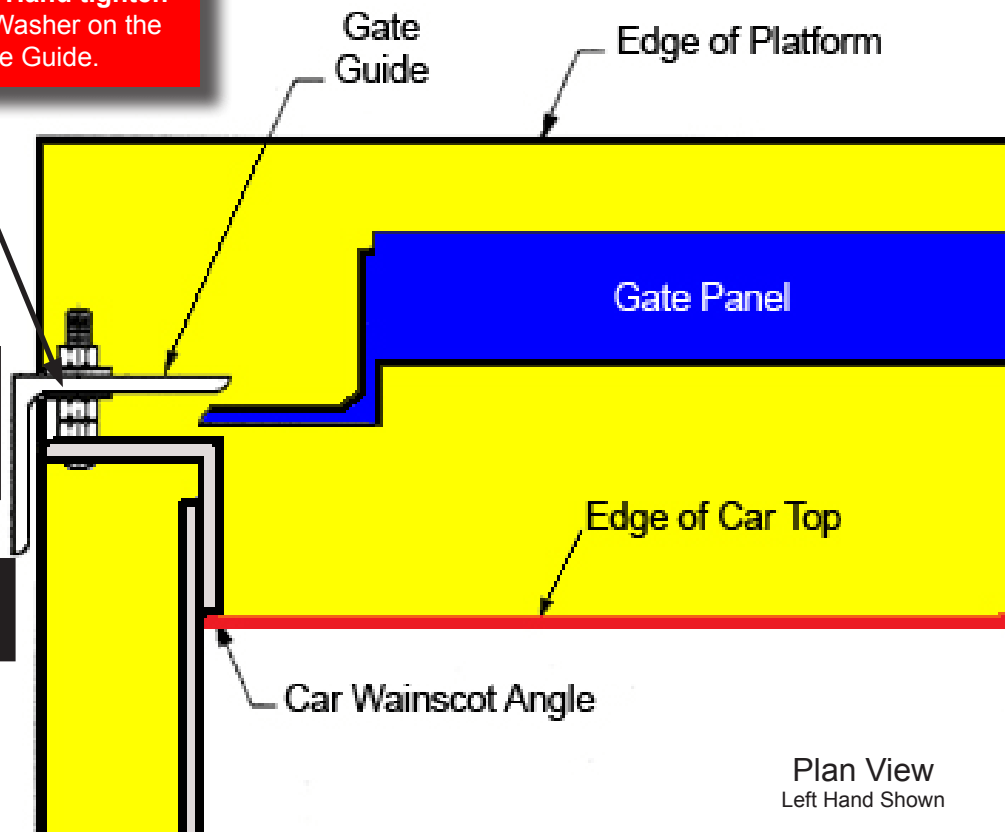 Washer on the
e Guide.
Gate
Guide
Edge of Platform
Gate Panel
Edge of Car Top
Car Wainscot Angle
Plan View
Left Hand Shown